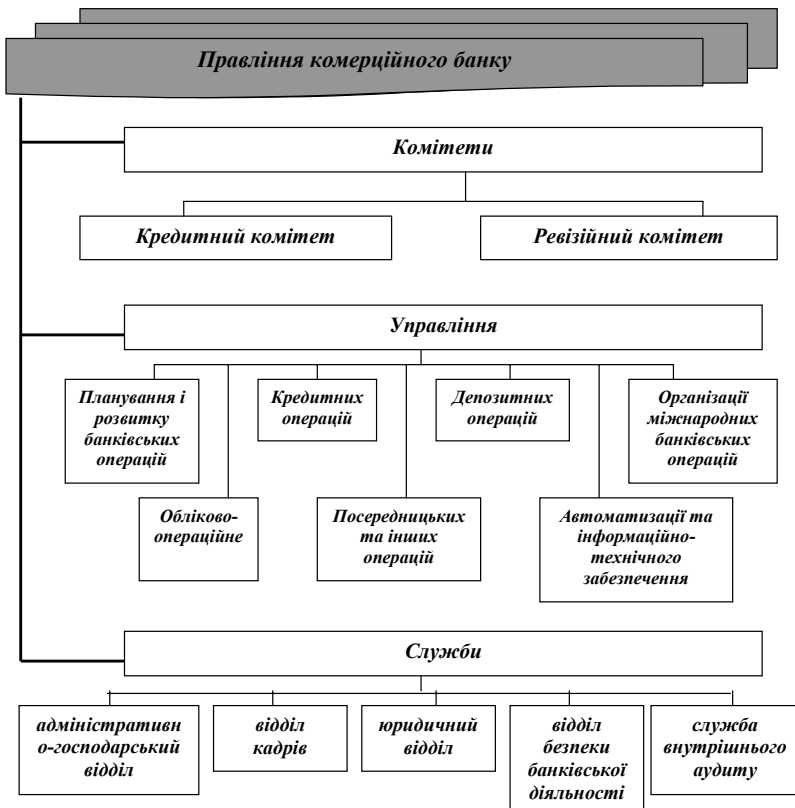 Правління комерційного банку
Комітети
Кредитний комітет
Ревізійний комітет
Управління
Планування і
розвитку
банківських
операцій
Кредитних
операцій
Депозитних
операцій
Організації
міжнародних
банківських
операцій
Обліково-
операційне
Посередницьких
та інших
операцій
Автоматизації та
інформаційно-
технічного
забезпечення
Служби
адміністративн
о-господарський
відділ
відділ
кадрів
юридичний
відділ
відділ
безпеки
банківської
діяльності
служба
внутрішнього
аудиту